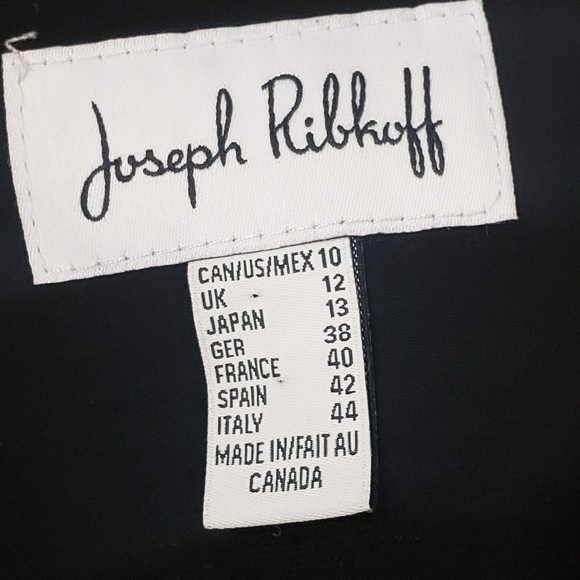 Joseph Ribkoff
CAN/US/MEX 10
UK 12
JAPAN 13
GER 38
FRANCE 40
SPAIN 42
ITALY 44
MADE IN/FAIT AU
CANADA